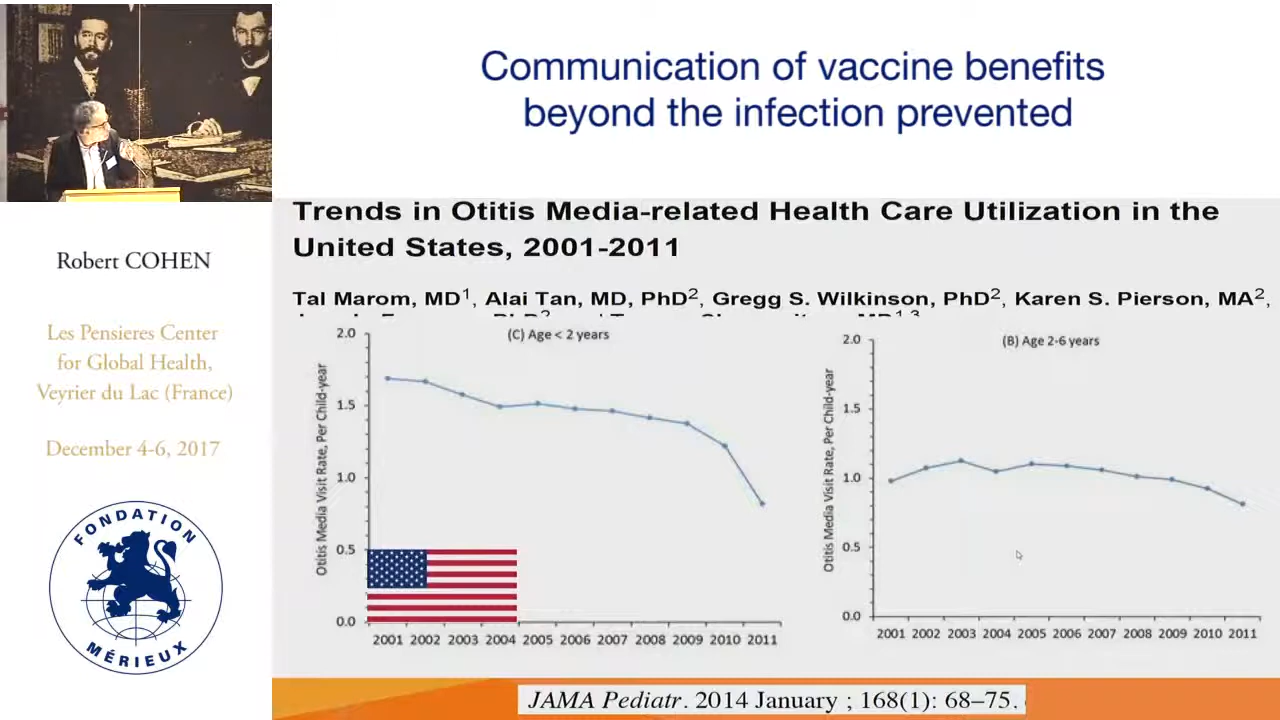 Communication of vaccine benefits
beyond the infection prevented
Robert COHEN
Les Pensieres Center
for Global Health,
Veyrier du Lac (France)
December 4-6, 2017
FONDATION
MÉRIEUX
Trends in Otitis Media-related Health Care Utilization in the
United States, 2001-2011
Tal Marom, MD1, Alai Tan, MD, PhD2, Gregg S. Wilkinson, PhD2, Karen S. Pierson, MA2,
(C) Age < 2 years
Otitis Media Visit Rate, Per Child-year
2.0
1.5
1.0
0.5
0.0
2001 2002 2003 2004 2005 2006 2007 2008 2009 2010 2011
(B) Age 2-6 years
Otitis Media Visit Rate, Per Child-year
2.0
1.5
1.0
0.5
0.0
2001 2002 2003 2004 2005 2006 2007 2008 2009 2010 2011
JAMA Pediatr. 2014 January ; 168(1): 68–75.